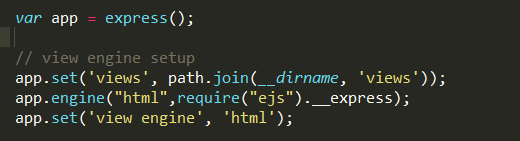 var app = express();
// view engine setup
app.set('views', path.join(__dirname, 'views'));
app.engine("html",require("ejs").__express);
app.set('view engine', 'html');